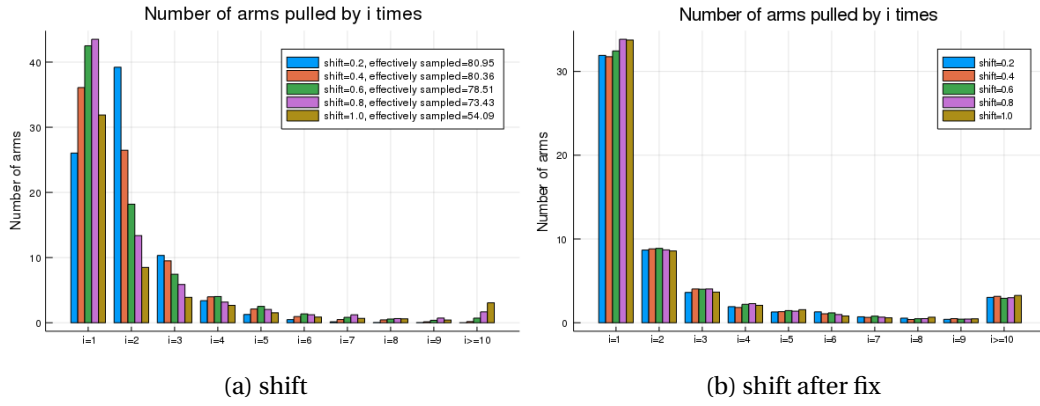 Number of arms pulled by i times
Number of arms
40
30
20
10
0
shift=0.2, effectively sampled=80.95
shift=0.4, effectively sampled=80.36
shift=0.6, effectively sampled=78.51
shift=0.8, effectively sampled=73.43
shift=1.0, effectively sampled=54.09
i=1 i=2 i=3 i=4 i=5 i=6 i=7 i=8 i=9 i>=10
(a) shift
Number of arms pulled by i times
Number of arms
30
20
10
0
shift=0.2
shift=0.4
shift=0.6
shift=0.8
shift=1.0
i=1 i=2 i=3 i=4 i=5 i=6 i=7 i=8 i=9 i>=10
(b) shift after fix